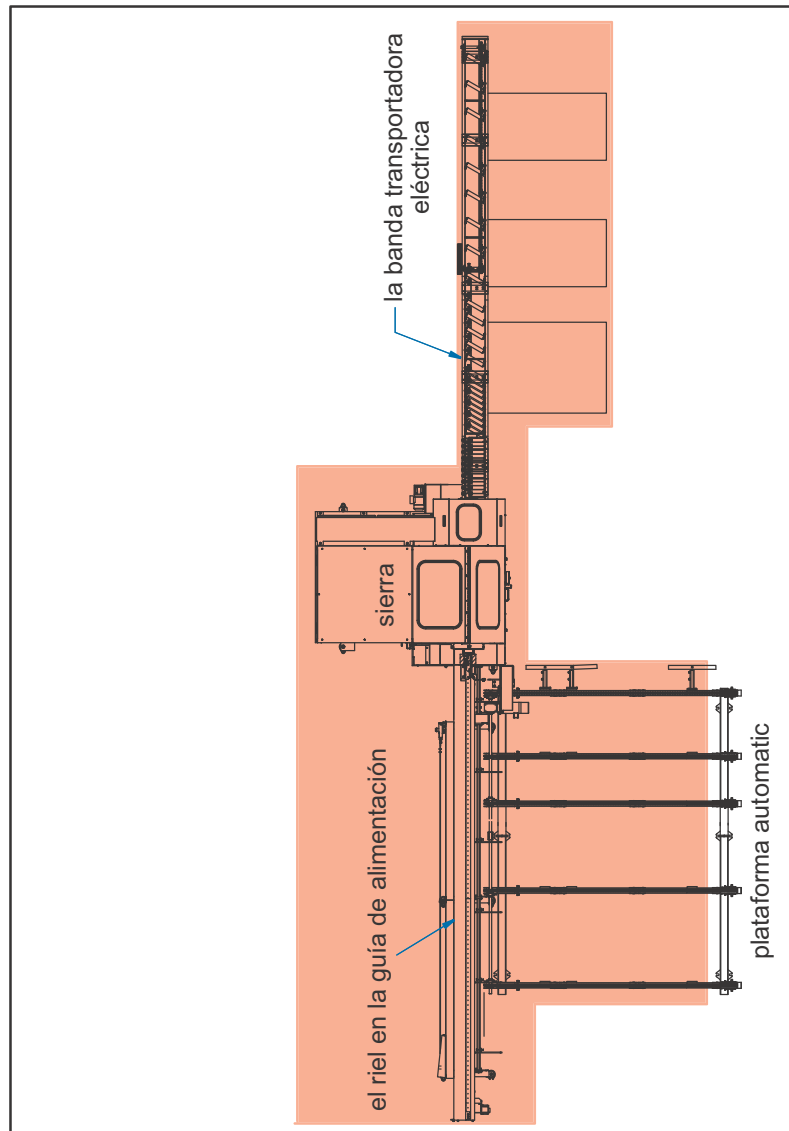 la banda transportadora
eléctrica
sierra
el riel en la guía de alimentación
plataforma automatic